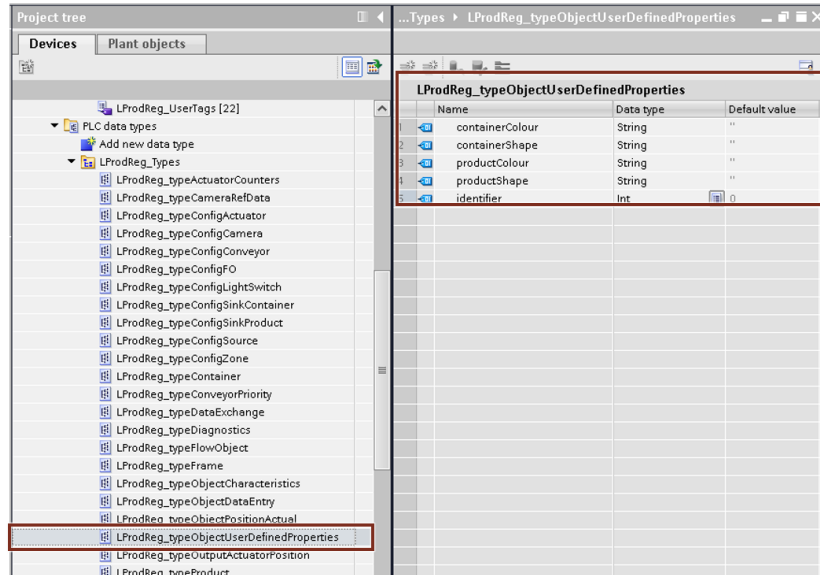 Project tree
Devices
Plant objects
LProdReg_UserTags [22]
PLC data types
Add new data type
LProdReg_Types
LProdReg_typeActuatorCounters
LProdReg_typeCameraRefData
LProdReg_typeConfigActuator
LProdReg_typeConfigCamera
LProdReg_typeConfigConveyor
LProdReg_typeConfigFO
LProdReg_typeConfigLightSwitch
LProdReg_typeConfigSinkContainer
LProdReg_typeConfigSinkProduct
LProdReg_typeConfigSource
LProdReg_typeConfigZone
LProdReg_typeContainer
LProdReg_typeConveyorPriority
LProdReg_typeDataExchange
LProdReg_typeDiagnostics
LProdReg_typeFlowObject
LProdReg_typeFrame
LProdReg_typeObjectCharacteristics
LProdReg_typeObjectDataEntry
LProdReg_typeObjectPositionActual
LProdReg_typeObjectUserDefinedProperties
LProdReg_typeOutputActuatorPosition
LProdReg_typeProduct
...Types LProdReg_typeObjectUserDefinedProperties
LProdReg_typeObjectUserDefinedProperties
Name Data type Default value
1 containerColour String ''
2 containerShape String ''
3 productColour String ''
4 productShape String ''
5 identifier Int 0